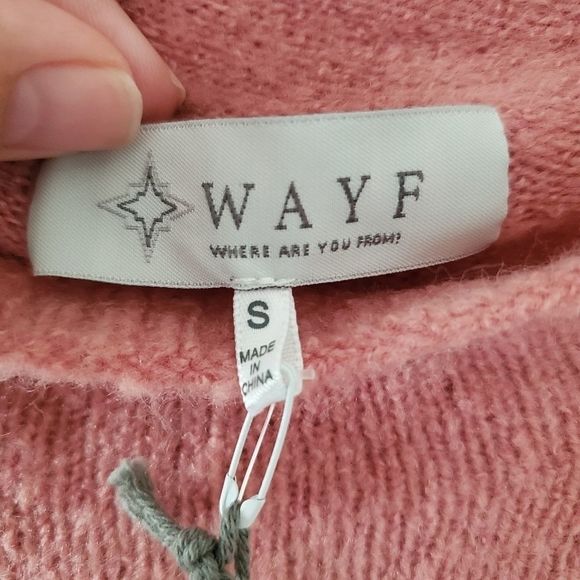 WAYF
WHERE ARE YOU FROM?
S
MADE
IN
CHINA